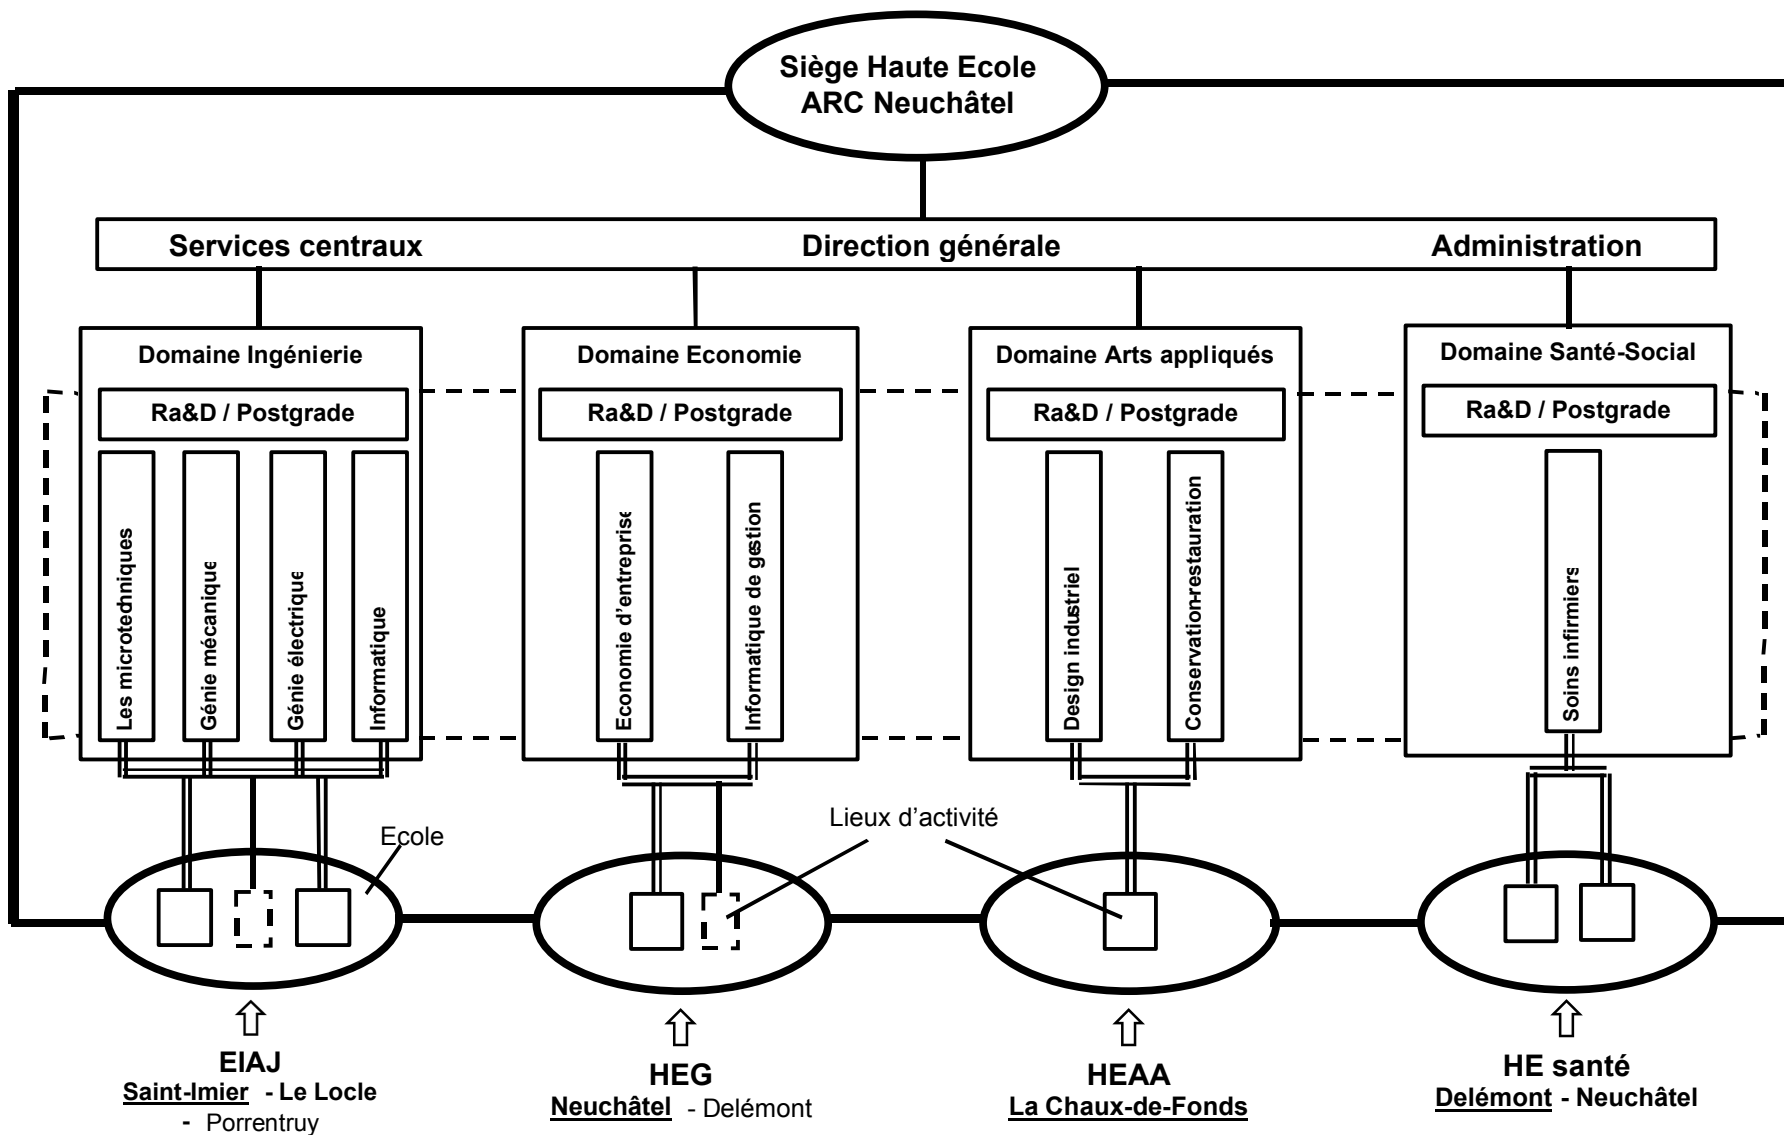 Siège Haute Ecole
ARC Neuchâtel
Services centraux
Direction générale
Administration
Domaine Ingénierie
Ra&D / Postgrade
Les microtechniques
Génie mécanique
Génie électrique
Informatique
Domaine Economie
Ra&D / Postgrade
Economie d'entreprise
Informatique de gestion
Domaine Arts appliqués
Ra&D / Postgrade
Design industriel
Conservation-restauration
Domaine Santé-Social
Ra&D / Postgrade
Soins infirmiers
Ecole
Lieux d'activité
EIAJ
Saint-Imier - Le Locle
- Porrentruy
HEG
Neuchâtel - Delémont
HEAA
La Chaux-de-Fonds
HE santé
Delémont - Neuchâtel